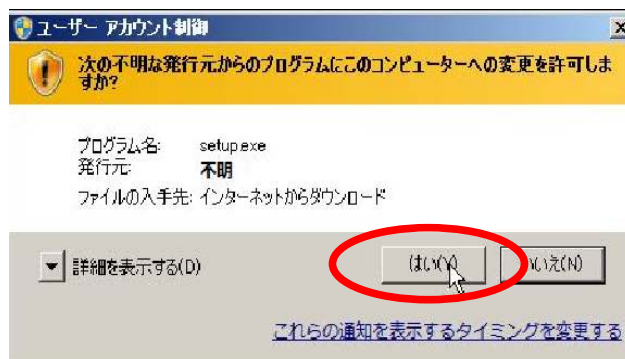 ユーザー アカウント制御
次の不明な発行元からのプログラムにこのコンピューターへの変更を許可しま
すか?
プログラム名: setup.exe
発行元: 不明
ファイルの入手先: インターネットからダウンロード
詳細を表示する(D)
はい(Y)
いいえ(N)
これらの通知を表示するタイミングを変更する